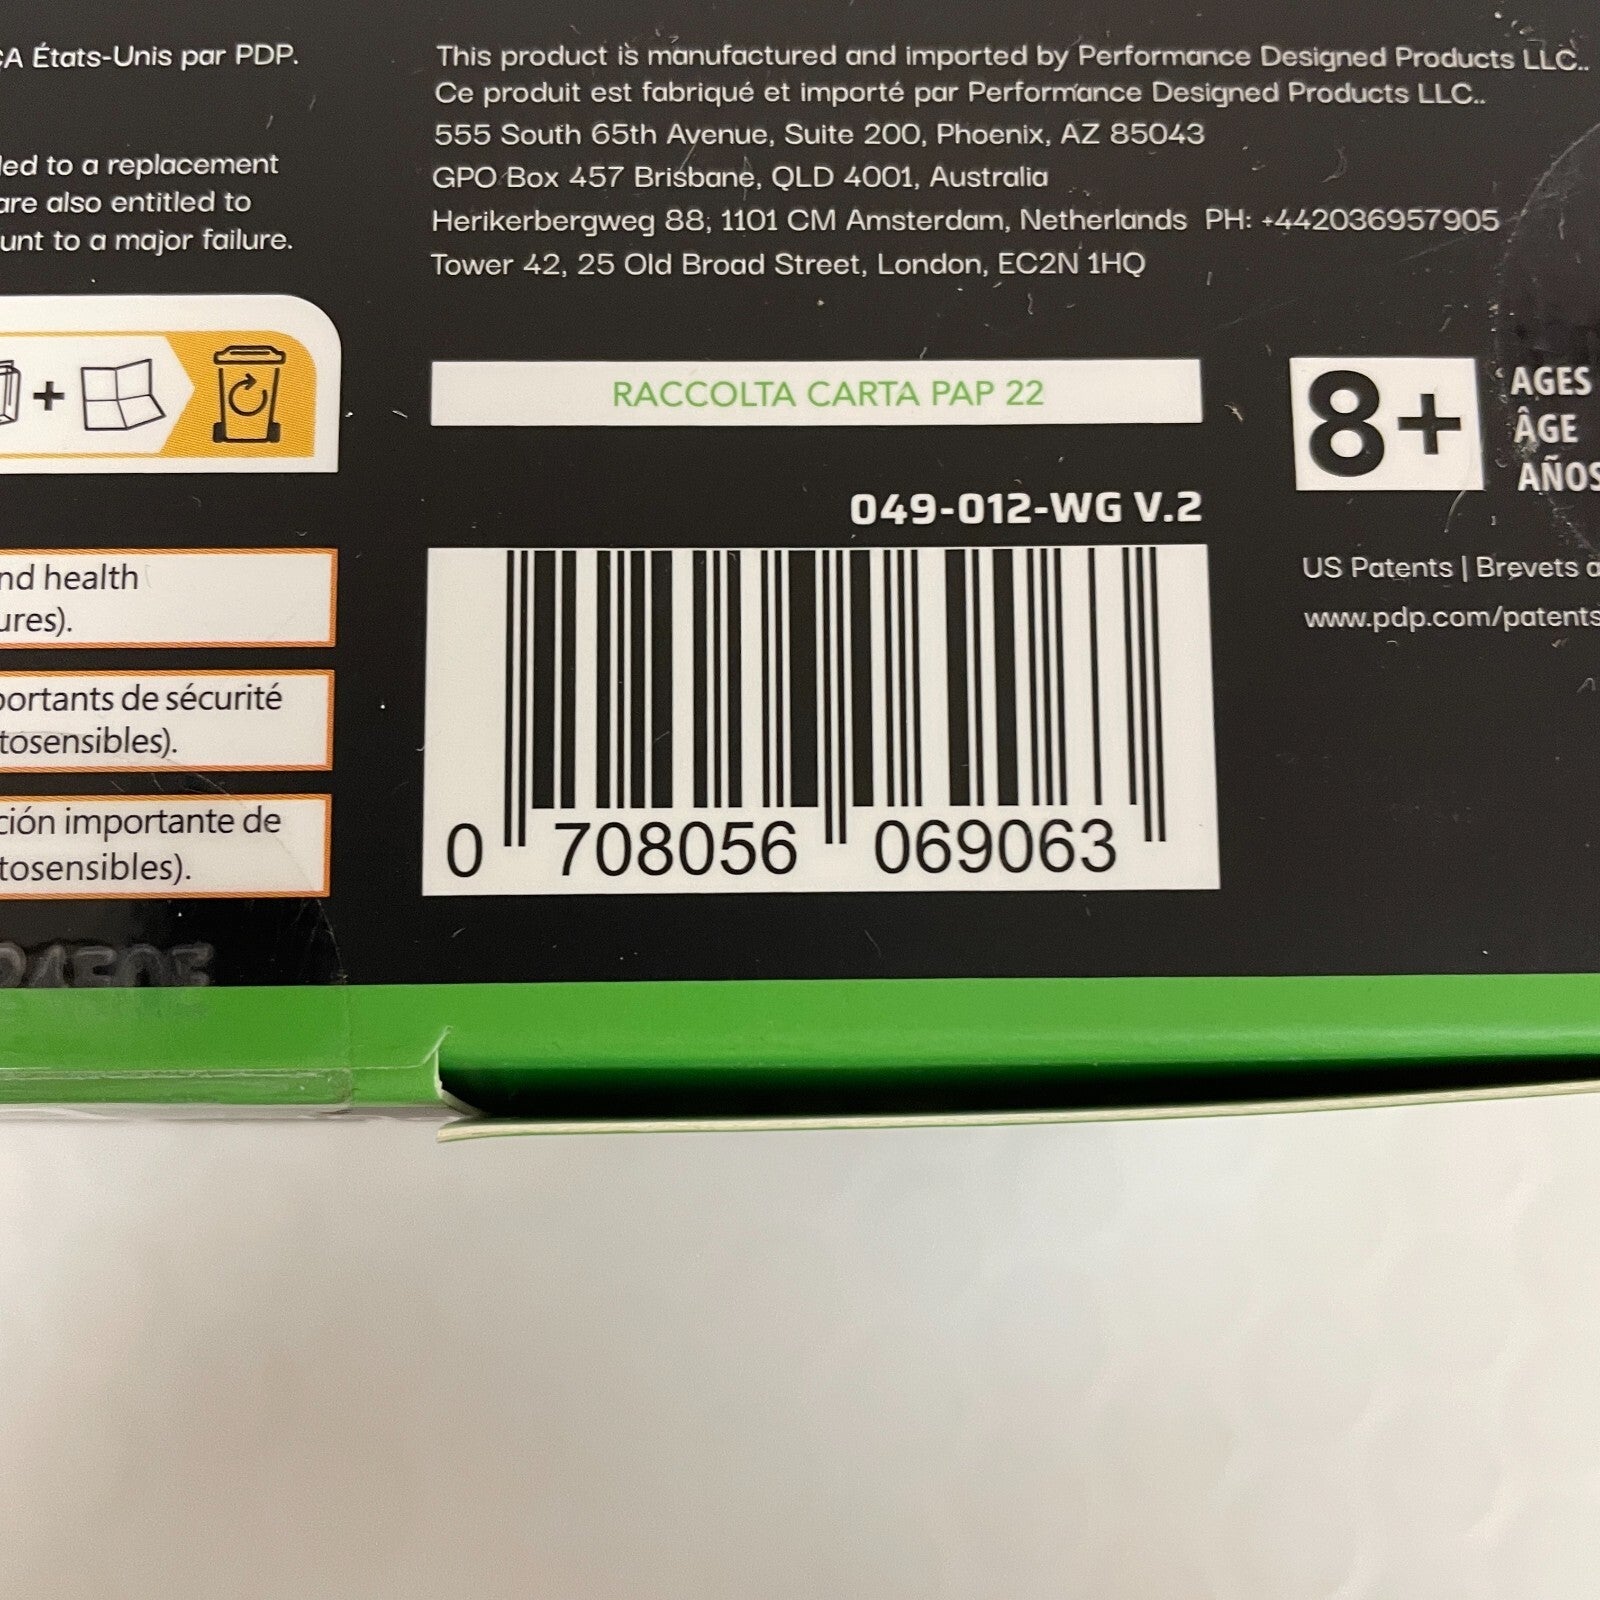 CA États-Unis par PDP.
led to a replacement
are also entitled to
unt to a major failure.
nd health
ures).
portants de sécurité
tosensibles).
ción importante de
tosensibles).
This product is manufactured and imported by Performance Designed Products LLC..
Ce produit est fabriqué et importé par Performance Designed Products LLC..
555 South 65th Avenue, Suite 200, Phoenix, AZ 85043
GPO Box 457 Brisbane, QLD 4001, Australia
Herikerbergweg 88, 1101 CM Amsterdam, Netherlands PH: +442036957905
Tower 42, 25 Old Broad Street, London, EC2N 1HQ
RACCOLTA CARTA PAP 22
049-012-WG V.2
0 708056 069063
8+
AGES
ÂGE
AÑOS
US Patents | Brevets a
www.pdp.com/patents